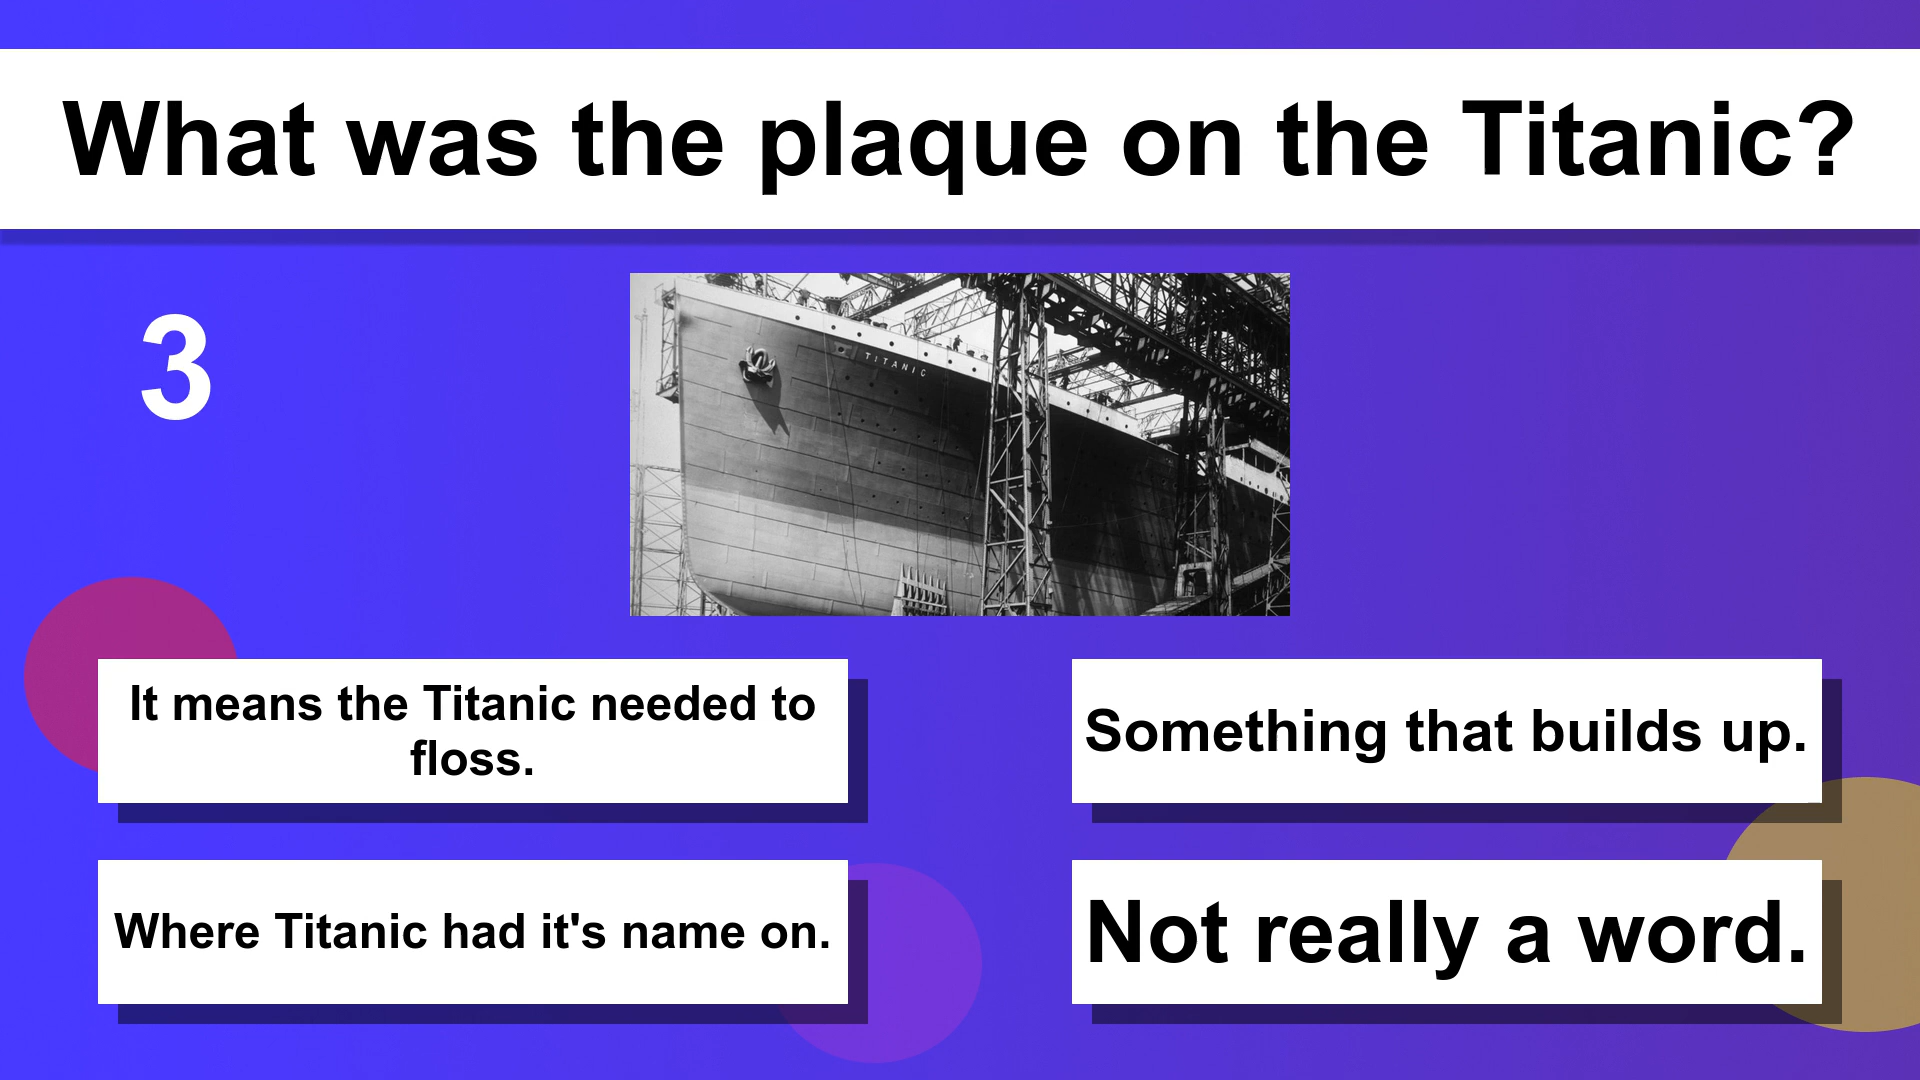 What was the plaque on the Titanic?
3
TITANIC
It means the Titanic needed to
floss.
Something that builds up.
Where Titanic had it's name on.
Not really a word.